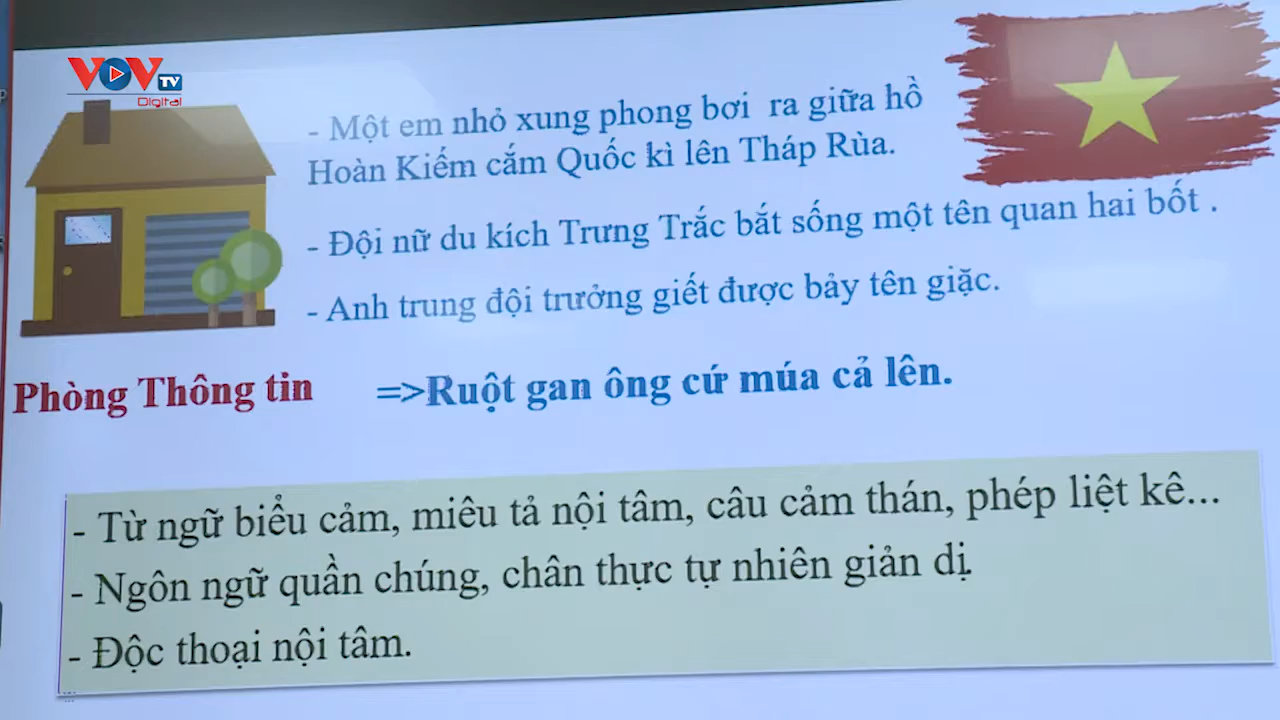 VOV TV
Digital
- Một em nhỏ xung phong bơi ra giữa hồ
Hoàn Kiếm cắm Quốc kì lên Tháp Rùa.
- Đội nữ du kích Trưng Trắc bắt sống một tên quan hai bốt .
- Anh trung đội trưởng giết được bảy tên giặc.
Phòng Thông tin
=>Ruột gan ông cứ múa cả lên.
- Từ ngữ biểu cảm, miêu tả nội tâm, câu cảm thán, phép liệt kê...
- Ngôn ngữ quần chúng, chân thực tự nhiên giản dị.
- Độc thoại nội tâm.